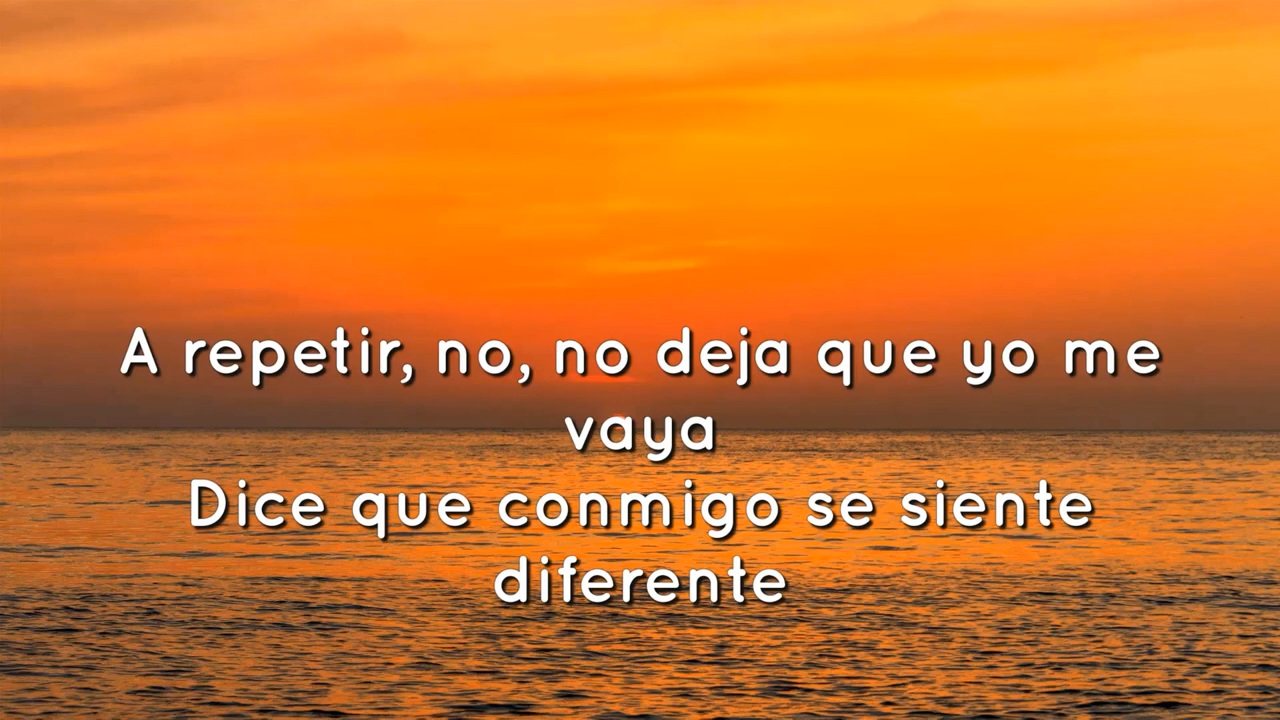 A repetir, no, no deja que yo me
vaya
Dice que conmigo se siente
diferente